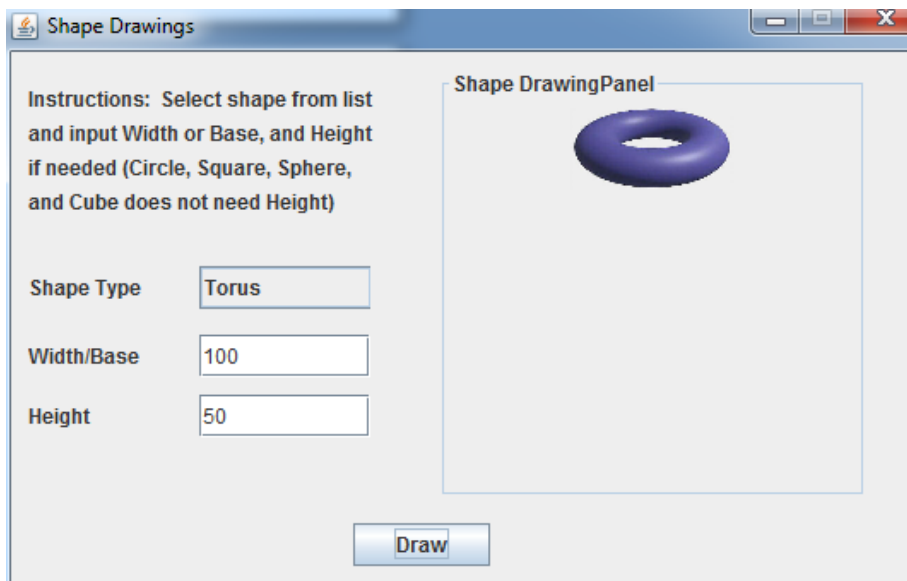 Shape Drawings
Instructions:  Select shape from list
and input Width or Base, and Height
if needed (Circle, Square, Sphere,
and Cube does not need Height)
Shape Type
Torus
Width/Base
100
Height
50
Shape DrawingPanel
Draw